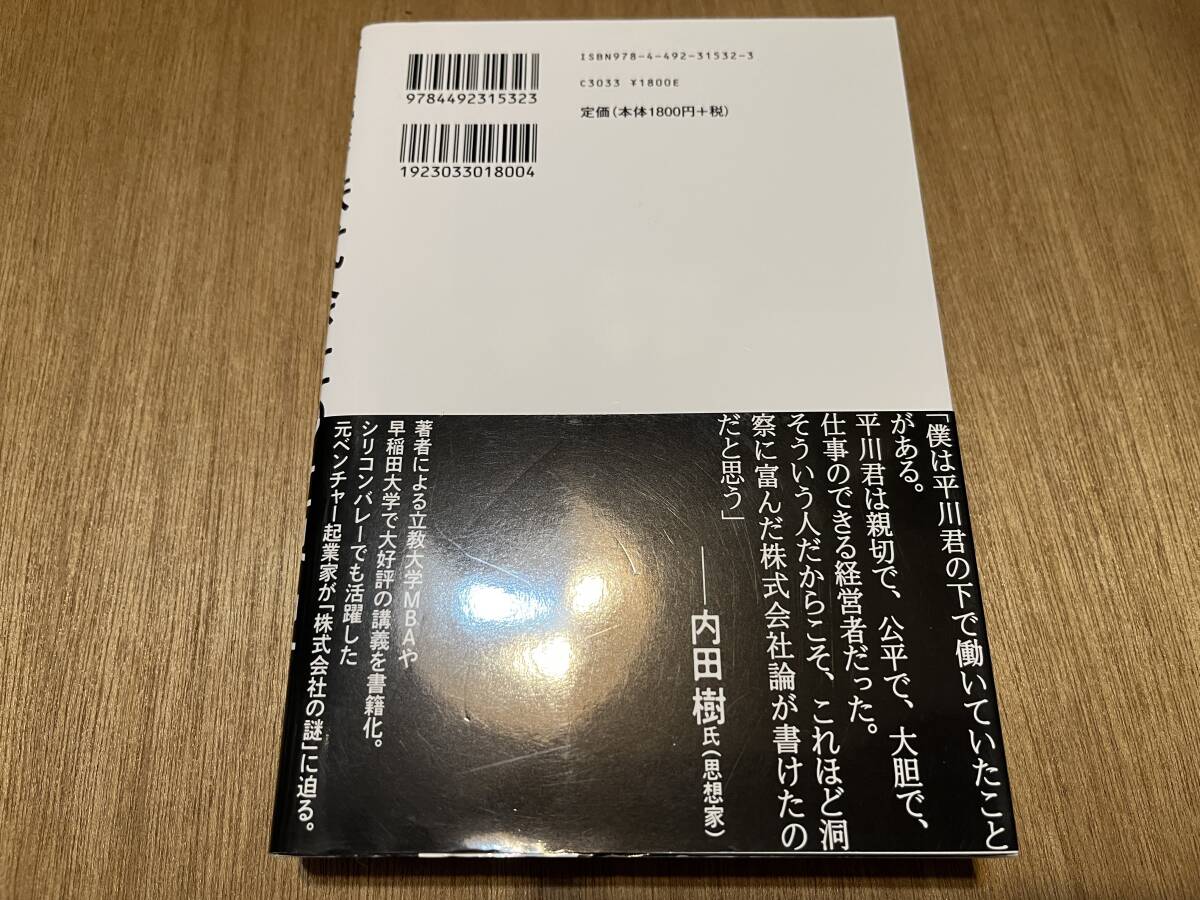 9784492315323
1923033018004
ISBN978-4-492-31532-3
C3033 ¥1800E
定価(本体1800円+税)
「僕は平川君の下で働いていたこと
がある。
平川君は親切で、公平で、大胆で、
仕事のできる経営者だった。
そういう人だからこそ、これほど洞
察に富んだ株式会社論が書けたの
だと思う」
――内田 樹氏(思想家)
著者による立教大学MBAや
早稲田大学で大好評の講義を書籍化。
シリコンバレーでも活躍した
元ベンチャー起業家が「株式会社の謎」に迫る。